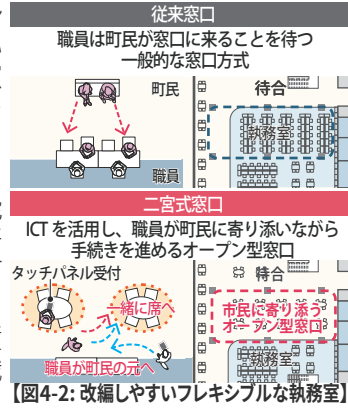 従来窓口
職員は町民が窓口に来ることを待つ
一般的な窓口方式
町民
職員
待合
執務室
二宮式窓口
ICTを活用し、職員が町民に寄り添いながら
手続きを進めるオープン型窓口
タッチパネル受付
一緒に席へ
職員が町民の元へ
待合
市民に寄り添う
オープン型窓口
執務室
【図4-2: 改編しやすいフレキシブルな執務室】